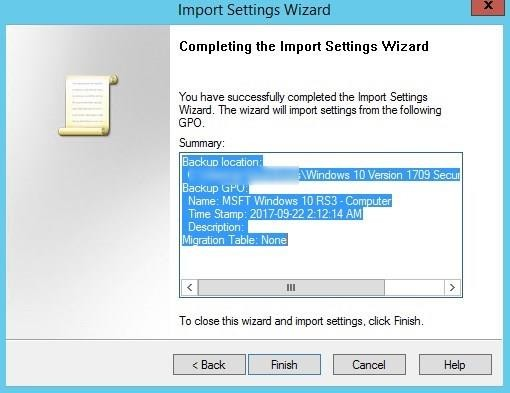 Import Settings Wizard
X
Completing the Import Settings Wizard
You have successfully completed the Import Settings
Wizard. The wizard will import settings from the following
GPO.
Summary:
Backup location:
s\Windows 10 Version 1709 Secur
Backup GPO:
Name: MSFT Windows 10 RS3 - Computer
Time Stamp: 2017-09-22 2:12:14 AM
Description:
Migration Table: None
To close this wizard and import settings, click Finish.
< Back Finish Cancel Help